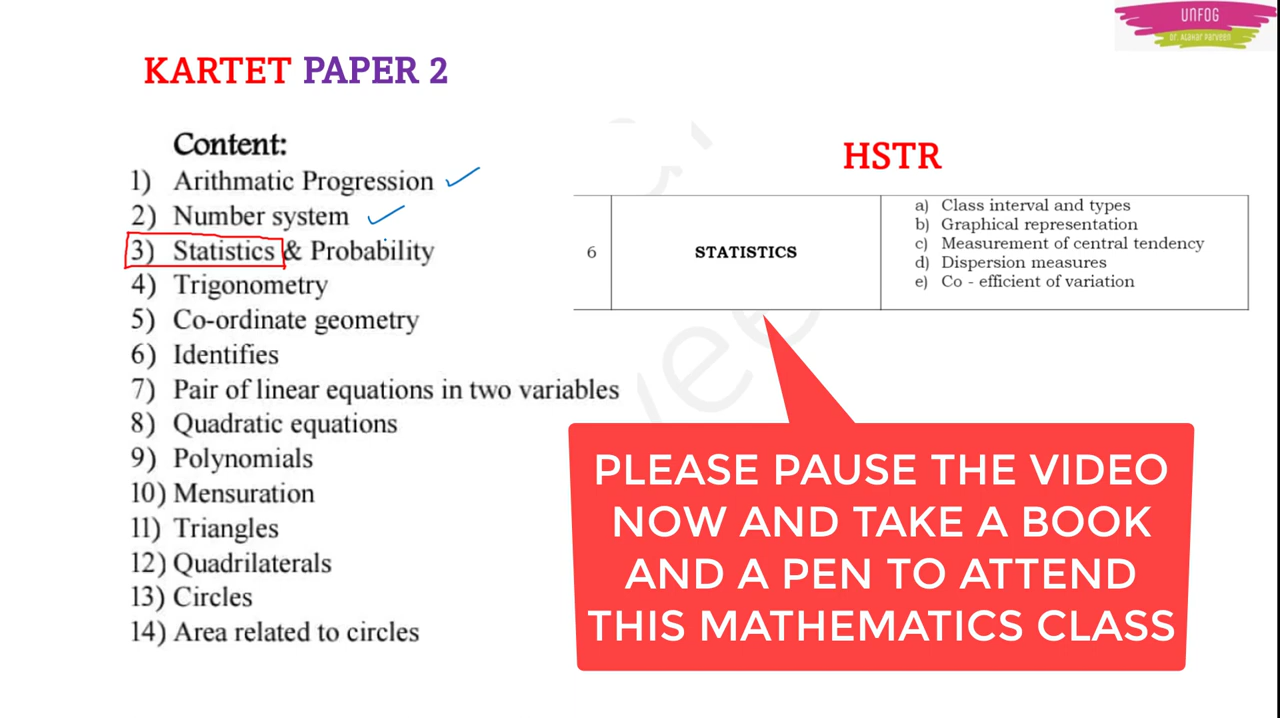 UNFOG
Dr. Atahar Parveen
KARTET PAPER 2
Content:
1) Arithmatic Progression
2) Number system
3) Statistics & Probability
4) Trigonometry
5) Co-ordinate geometry
6) Identifies
7) Pair of linear equations in two variables
8) Quadratic equations
9) Polynomials
10) Mensuration
11) Triangles
12) Quadrilaterals
13) Circles
14) Area related to circles
HSTR
6 STATISTICS
a) Class interval and types
b) Graphical representation
c) Measurement of central tendency
d) Dispersion measures
e) Co - efficient of variation
PLEASE PAUSE THE VIDEO
NOW AND TAKE A BOOK
AND A PEN TO ATTEND
THIS MATHEMATICS CLASS